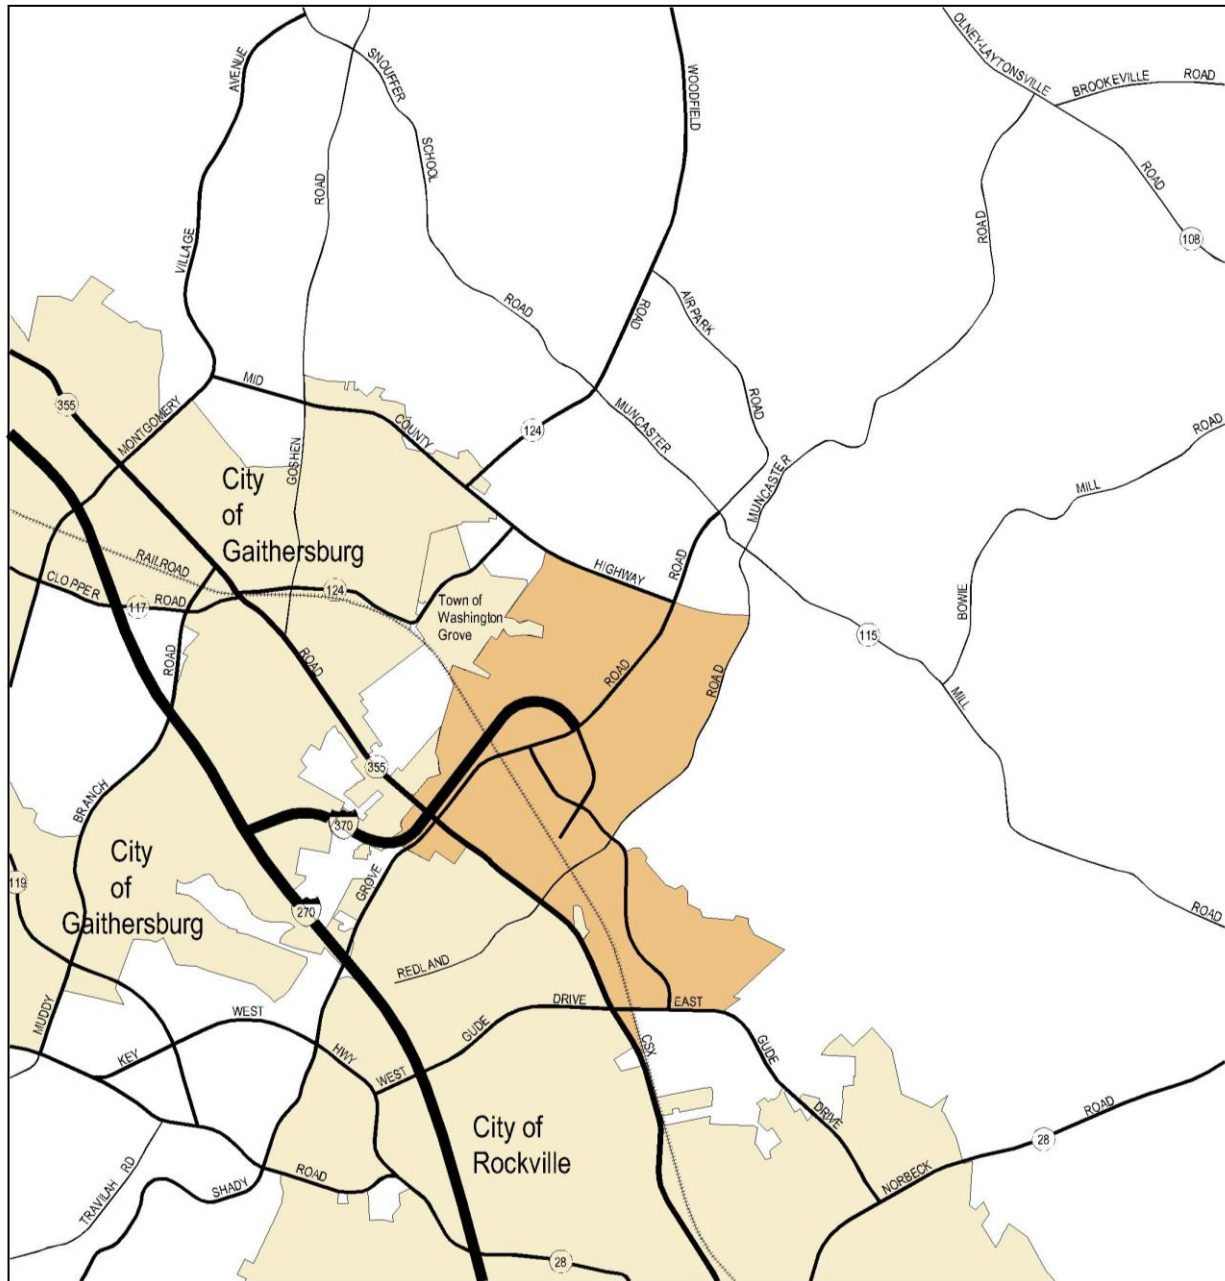 OLNEY-LAYTONSVILLE
AVENUE
SNOUFFER
WOODFIELD
BROOKEVILLE ROAD
SCHOOL
ROAD
ROAD
ROAD
108
VILLAGE
ROAD
ROAD
AIRPARK
ROAD
MID
355
MONTGOMERY
COUNTY
124
MUNCASTER
ROAD
ROAD
GOSHEN
City
of
Gaithersburg
MUNCASTER
MILL
RAILROAD
HIGHWAY
ROAD
CLOPPER
117
ROAD
124
Town of
Washington
Grove
BOWIE
115
ROAD
ROAD
ROAD
ROAD
MILL
355
BRANCH
370
City
of
Gaithersburg
119
GROVE
270
ROAD
REDLAND
MUDDY
WEST
DRIVE
EAST
KEY
HWY
GUDE
CSX
GUDE
WEST
DRIVE
ROAD
City of
Rockville
28
TRAVILAH RD
SHADY
ROAD
NORBECK
28